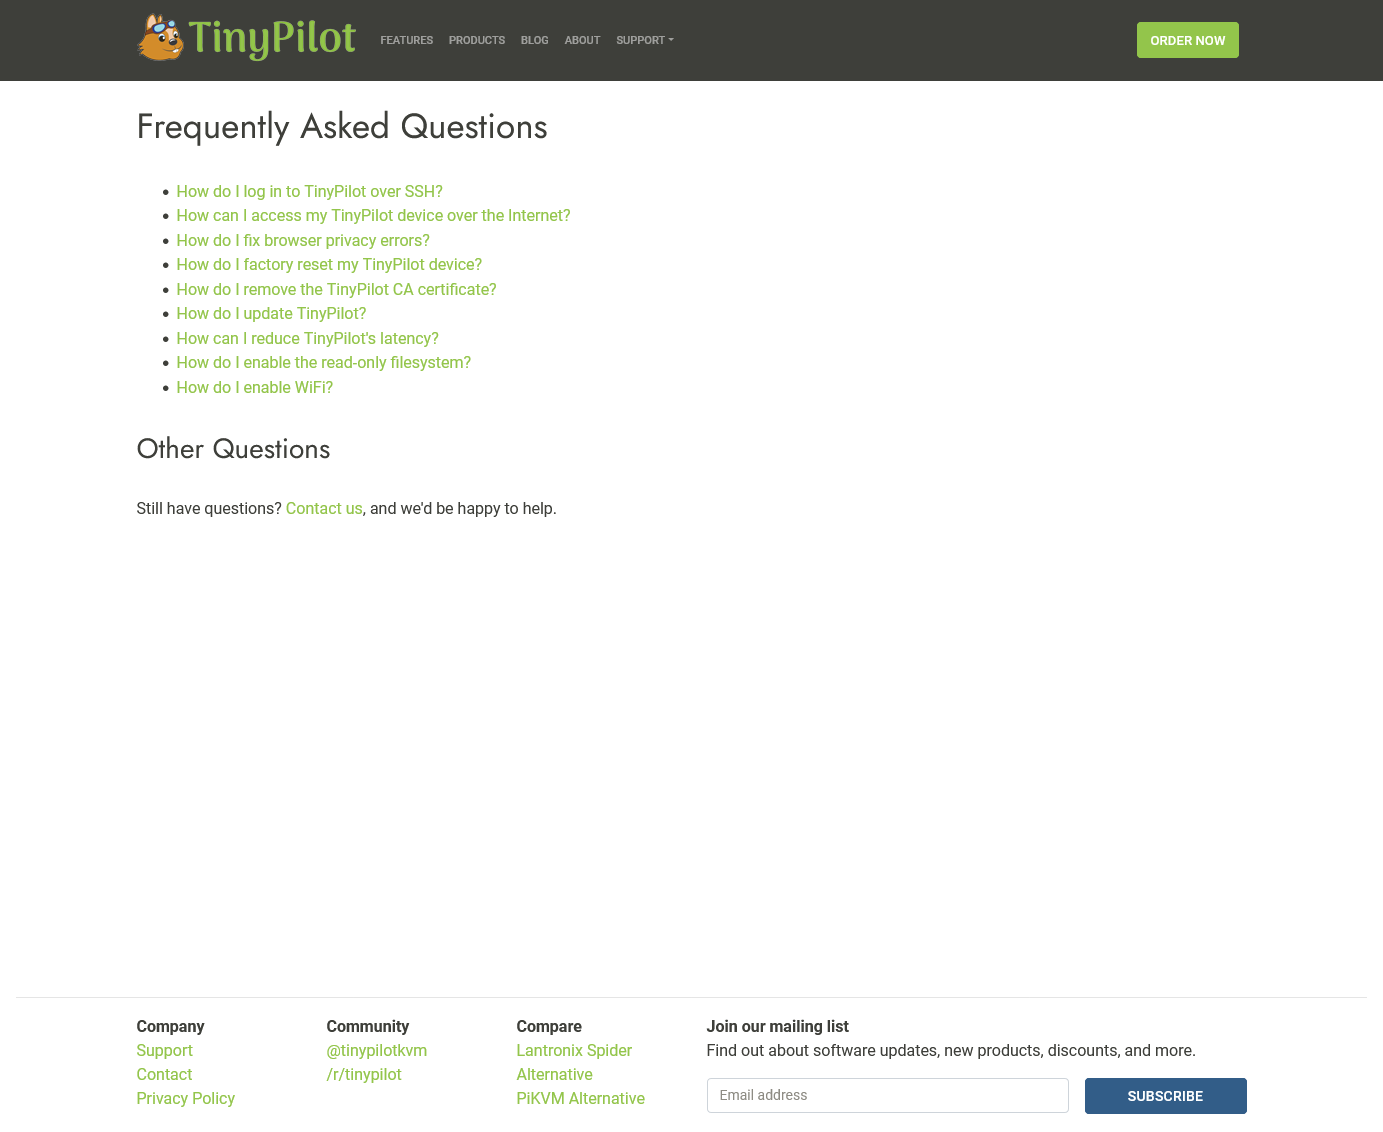 TinyPilot
FEATURES PRODUCTS BLOG ABOUT SUPPORT
ORDER NOW
Frequently Asked Questions
How do I log in to TinyPilot over SSH?
How can I access my TinyPilot device over the Internet?
How do I fix browser privacy errors?
How do I factory reset my TinyPilot device?
How do I remove the TinyPilot CA certificate?
How do I update TinyPilot?
How can I reduce TinyPilot's latency?
How do I enable the read-only filesystem?
How do I enable WiFi?
Other Questions
Still have questions? Contact us, and we'd be happy to help.
Company
Support
Contact
Privacy Policy
Community
@tinypilotkvm
/r/tinypilot
Compare
Lantronix Spider
Alternative
PiKVM Alternative
Join our mailing list
Find out about software updates, new products, discounts, and more.
Email address
SUBSCRIBE